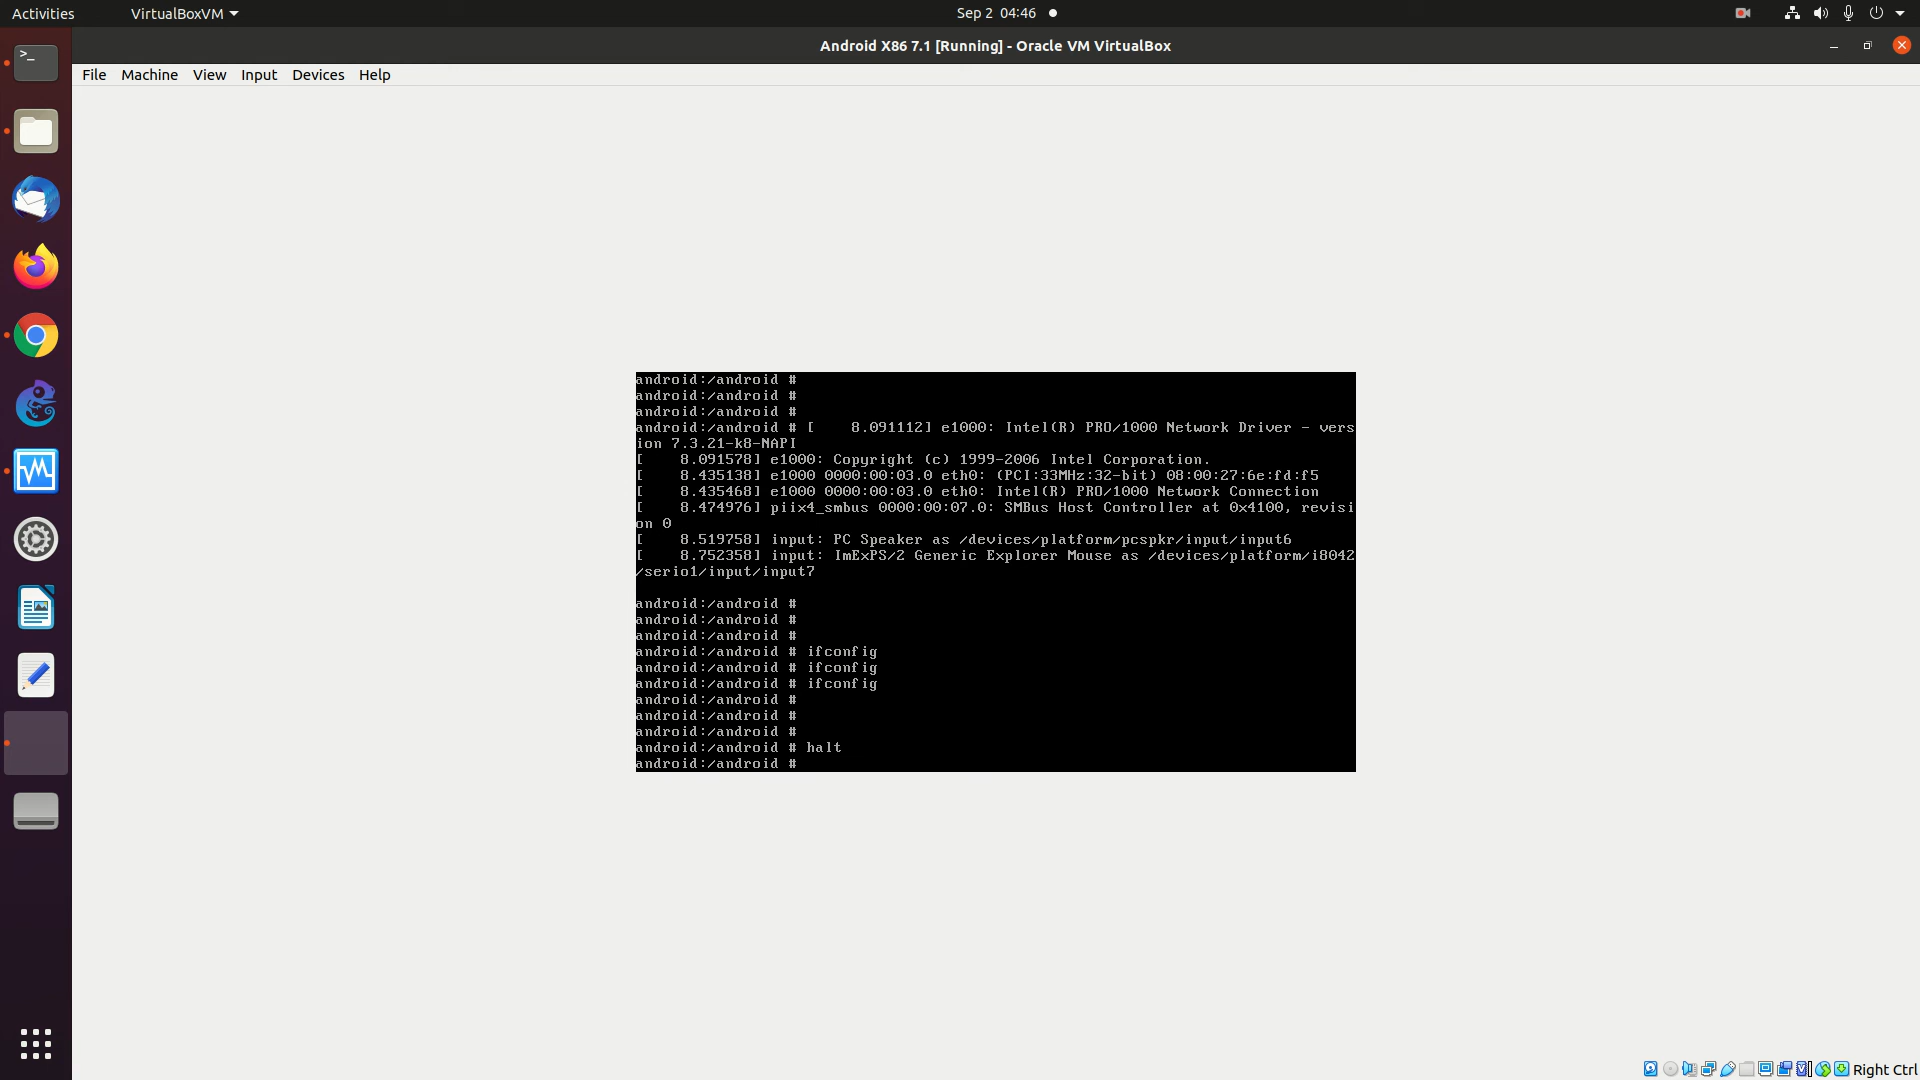 Activities
VirtualBoxVM
Sep 2 04:46
Android X86 7.1 [Running] - Oracle VM VirtualBox
File Machine View Input Devices Help
android:/android #
android:/android #
android:/android #
android:/android # [    8.091112] e1000: Intel(R) PRO/1000 Network Driver - vers
ion 7.3.21-k8-NAPI
[    8.091578] e1000: Copyright (c) 1999-2006 Intel Corporation.
[    8.435138] e1000 0000:00:03.0 eth0: (PCI:33MHz:32-bit) 08:00:27:6e:fd:f5
[    8.435468] e1000 0000:00:03.0 eth0: Intel(R) PRO/1000 Network Connection
[    8.474976] piix4_smbus 0000:00:07.0: SMBus Host Controller at 0x4100, revisi
on 0
[    8.519758] input: PC Speaker as /devices/platform/pcspkr/input/input6
[    8.752358] input: ImExPS/2 Generic Explorer Mouse as /devices/platform/i8042
/serio1/input/input7
android:/android #
android:/android #
android:/android #
android:/android # ifconfig
android:/android # ifconfig
android:/android # ifconfig
android:/android #
android:/android #
android:/android #
android:/android # halt
android:/android #
Right Ctrl